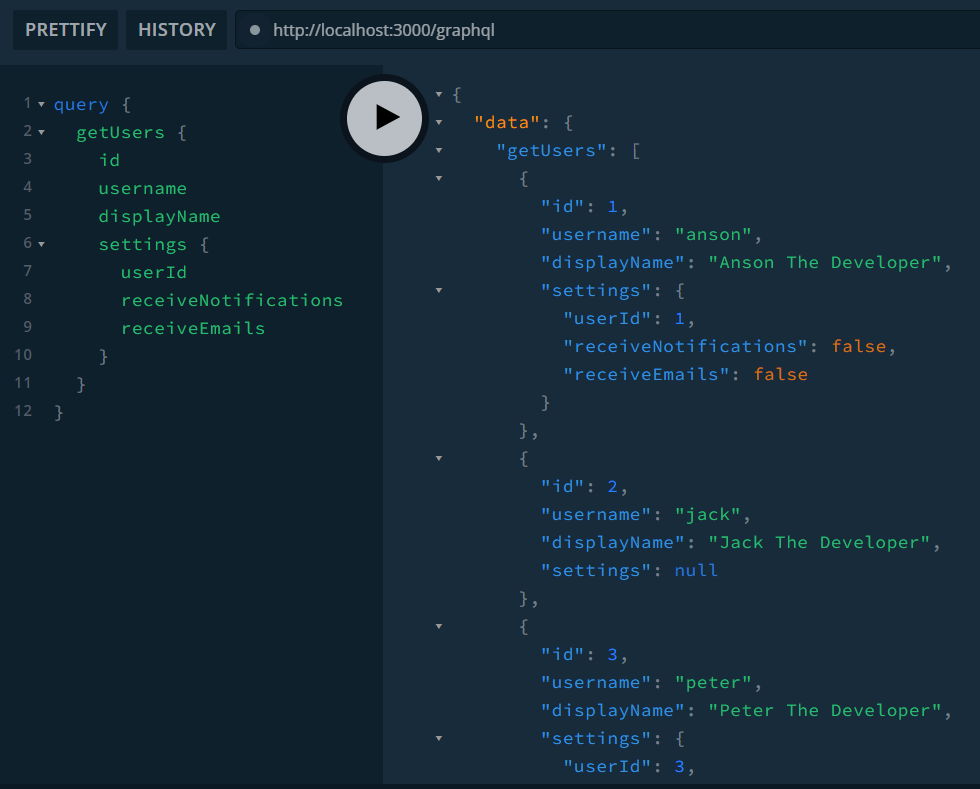 PRETTIFY HISTORY http://localhost:3000/graphql
1 query {
2 getUsers {
3 id
4 username
5 displayName
6 settings {
7 userId
8 receiveNotifications
9 receiveEmails
10 }
11 }
12 }
{
"data": {
"getUsers": [
{
"id": 1,
"username": "anson",
"displayName": "Anson The Developer",
"settings": {
"userId": 1,
"receiveNotifications": false,
"receiveEmails": false
}
},
{
"id": 2,
"username": "jack",
"displayName": "Jack The Developer",
"settings": null
},
{
"id": 3,
"username": "peter",
"displayName": "Peter The Developer",
"settings": {
"userId": 3,